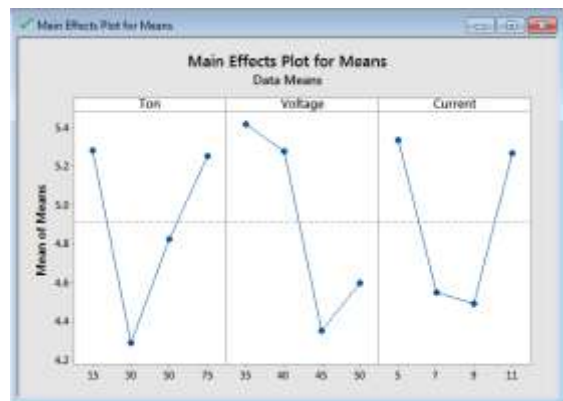 Main Effects Plot for Means
Main Effects Plot for Means
Data Means
Ton Voltage Current
5.4
5.2
5.0
4.8
4.6
4.4
4.2
Mean of Means
15 30 50 75 35 40 45 50 5 7 9 11